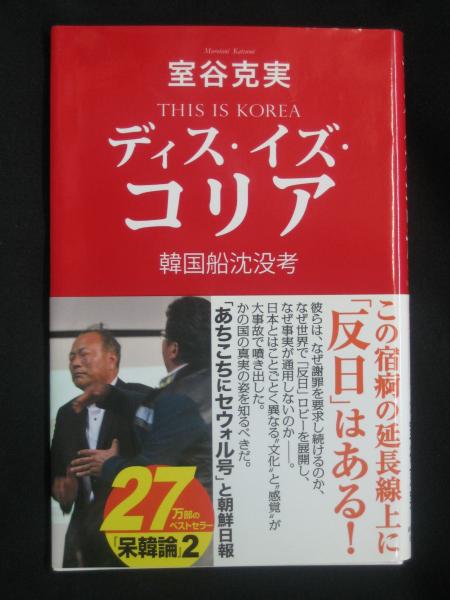 Murotani Katsumi
室谷克実
THIS IS KOREA
ディス・イズ・
コリア
韓国船沈没考
この宿痾の延長線上に
「反日」はある!
彼らは、なぜ謝罪を要求し続けるのか、
なぜ世界で「反日」ロビーを展開し、
なぜ事実が通用しないのか――。
日本とはことごとく異なる“文化”と“感覚”が
大事故で噴き出した。
かの国の真実の姿を知るべきだ。
「あちこちにセウォル号」と朝鮮日報
27万部の
ベストセラー
『呆韓論』2